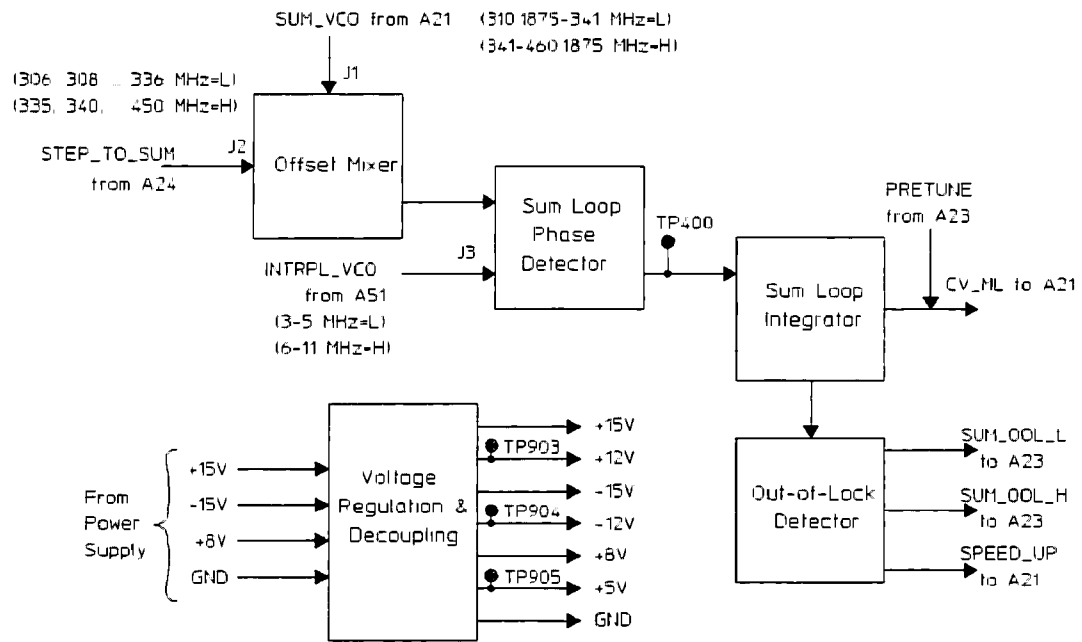 SUM_VCO from A21 (310 1875-341 MHz=L)
(341-460 1875 MHz=H)
(306, 308 ... 336 MHz=L)
(335, 340, 450 MHz=H)
J1
J2
STEP_TO_SUM
from A24
Offset Mixer
INTRPL_VCO
from A51
(3-5 MHz=L)
(6-11 MHz=H)
J3
Sum Loop
Phase
Detector
TP400
PRETUNE
from A23
Sum Loop
Integrator
CV_ML to A21
From
Power
Supply
+15V
-15V
+8V
GND
Voltage
Regulation &
Decoupling
+15V
TP903
+12V
-15V
TP904
-12V
+8V
TP905
+5V
GND
Out-of-Lock
Detector
SUM_OOL_L
to A23
SUM_OOL_H
to A23
SPEED_UP
to A21